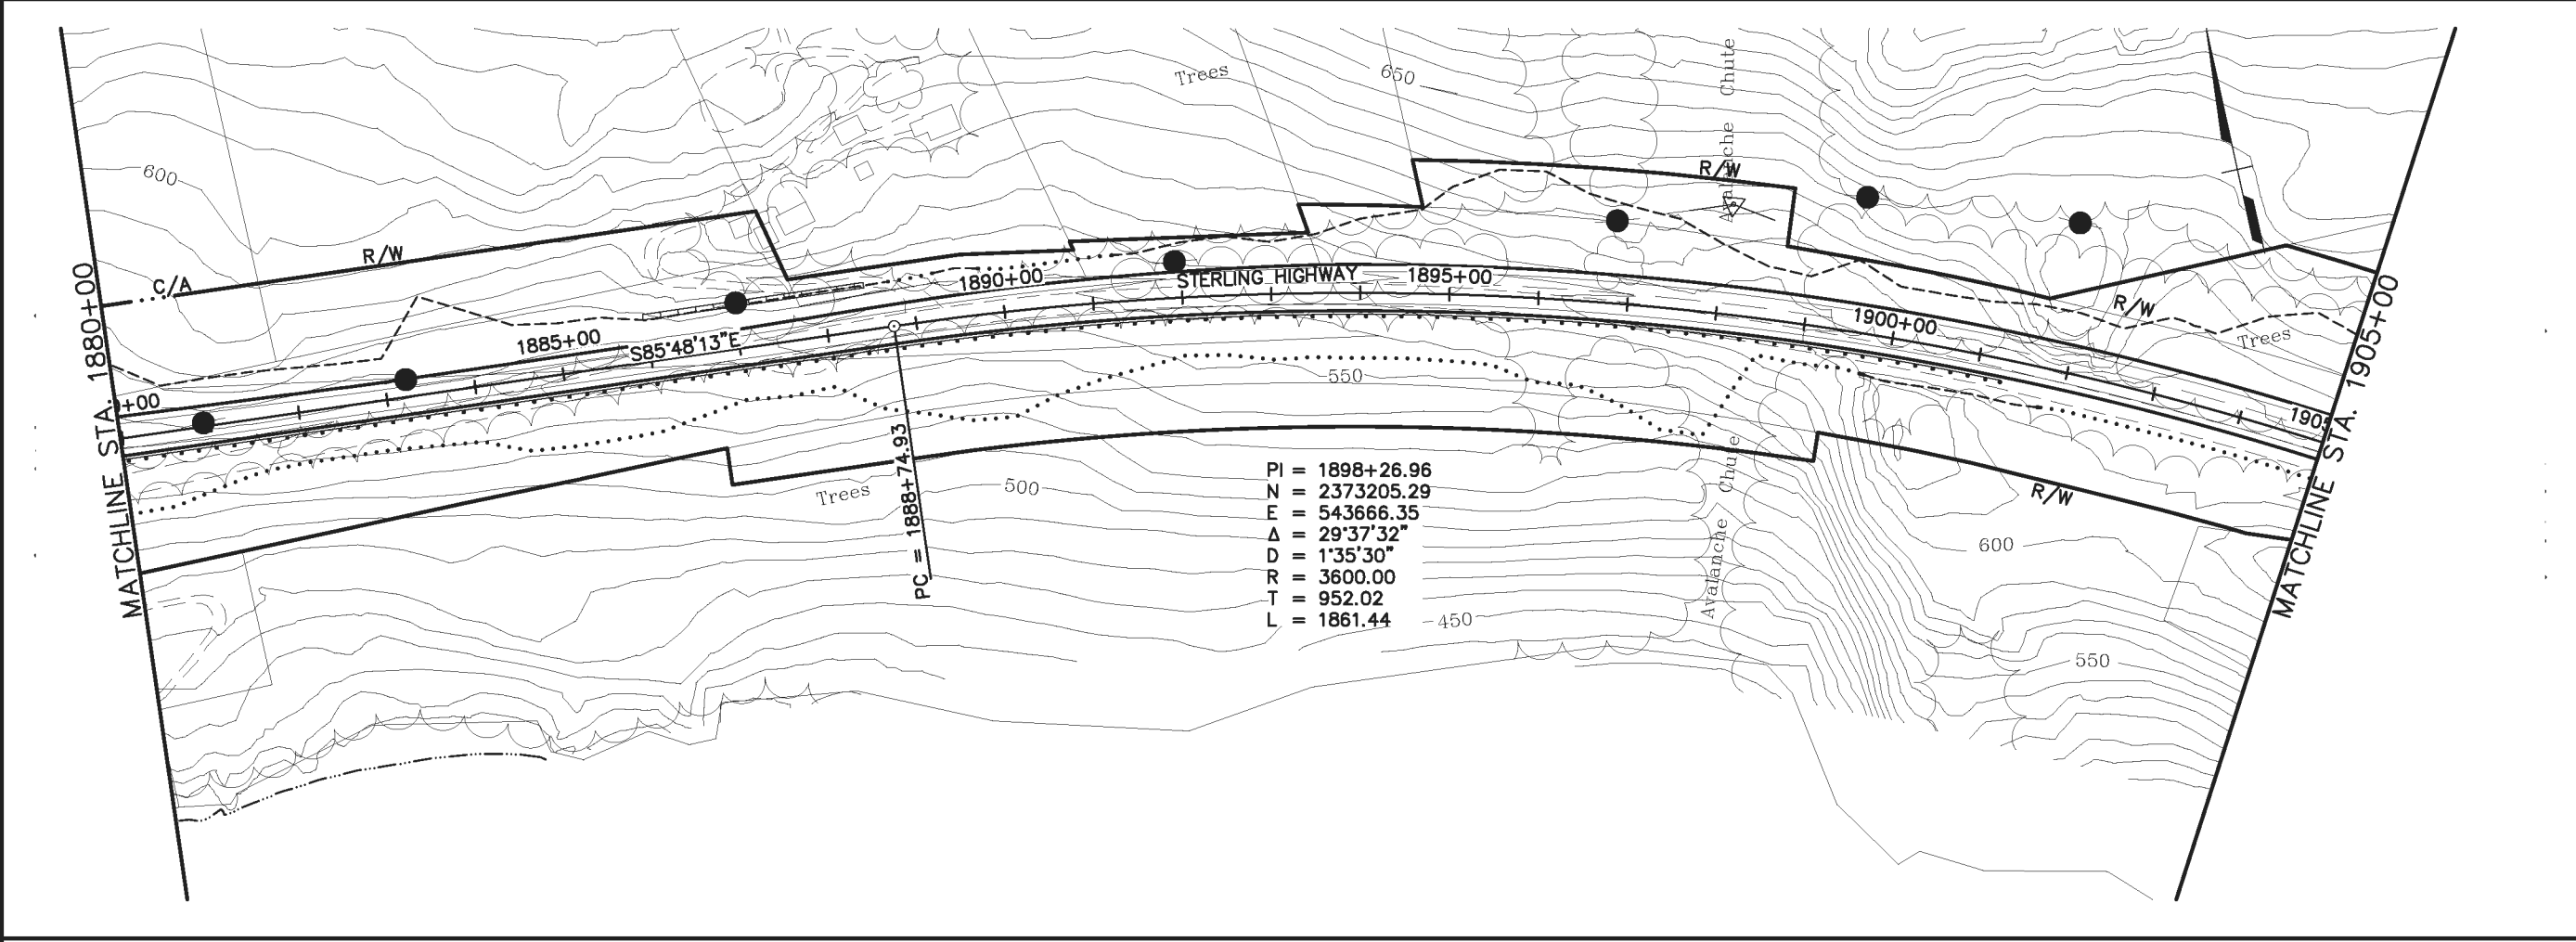 Trees
650
Avalanche Chute
600
R/W
R/W
C/A
1880+00
MATCHLINE STA.
+00
1885+00
S85°48'13"E
1890+00
STERLING HIGHWAY
1895+00
1900+00
R/W
Trees
1905+00
MATCHLINE STA.
1905
550
PC = 1888+74.93
Trees
500
PI = 1898+26.96
N = 2373205.29
E = 543666.35
Δ = 29°37'32"
D = 1°35'30"
R = 3600.00
T = 952.02
L = 1861.44
450
Avalanche Chute
R/W
600
550